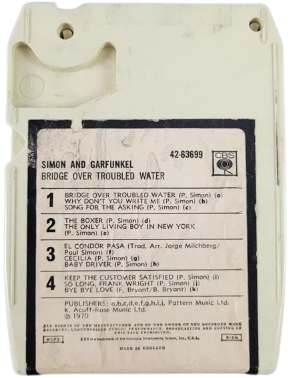 SIMON AND GARFUNKEL 42-63699
BRIDGE OVER TROUBLED WATER
CBS
1 BRIDGE OVER TROUBLED WATER (P. Simon) (a)
WHY DON'T YOU WRITE ME (P. Simon) (b)
SONG FOR THE ASKING (P. Simon) (c)
2 THE BOXER (P. Simon) (d)
THE ONLY LIVING BOY IN NEW YORK
(P. Simon) (e)
3 EL CONDOR PASA (Trad, Arr. Jorge Milchberg/
Paul Simon) (f)
CECILIA (P. Simon) (g)
BABY DRIVER (P. Simon) (h)
4 KEEP THE CUSTOMER SATISFIED (P. Simon) (i)
SO LONG, FRANK WRIGHT (P. Simon) (j)
BYE BYE LOVE (F. Bryant/B. Bryant) (k)
PUBLISHERS: a,b,c,d,e,f,g,h,i,j, Pattern Music Ltd.
k. Acuff-Rose Music Ltd.
℗ 1970
MADE IN ENGLAND